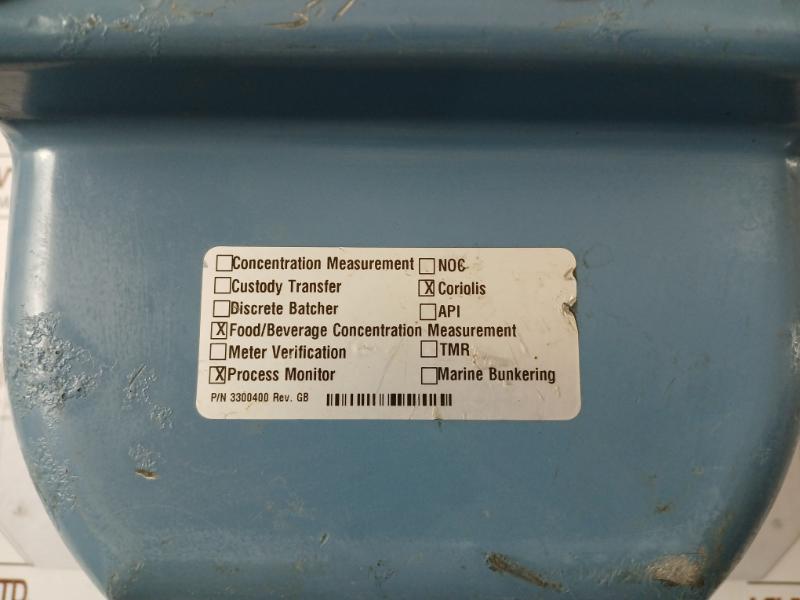 ☐ Concentration Measurement ☐ NOC
☐ Custody Transfer ☒ Coriolis
☐ Discrete Batcher ☐ API
☒ Food/Beverage Concentration Measurement
☐ Meter Verification ☐ TMR
☒ Process Monitor ☐ Marine Bunkering
P/N 3300400 Rev. GB